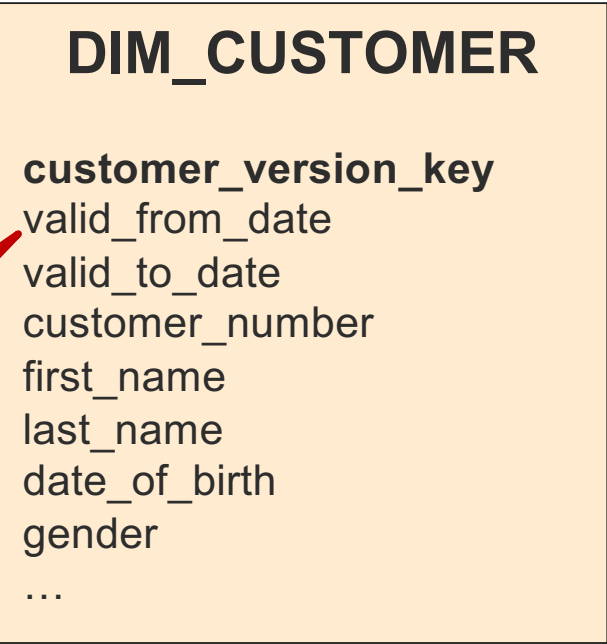 DIM_CUSTOMER
customer_version_key
valid_from_date
valid_to_date
customer_number
first_name
last_name
date_of_birth
gender
…